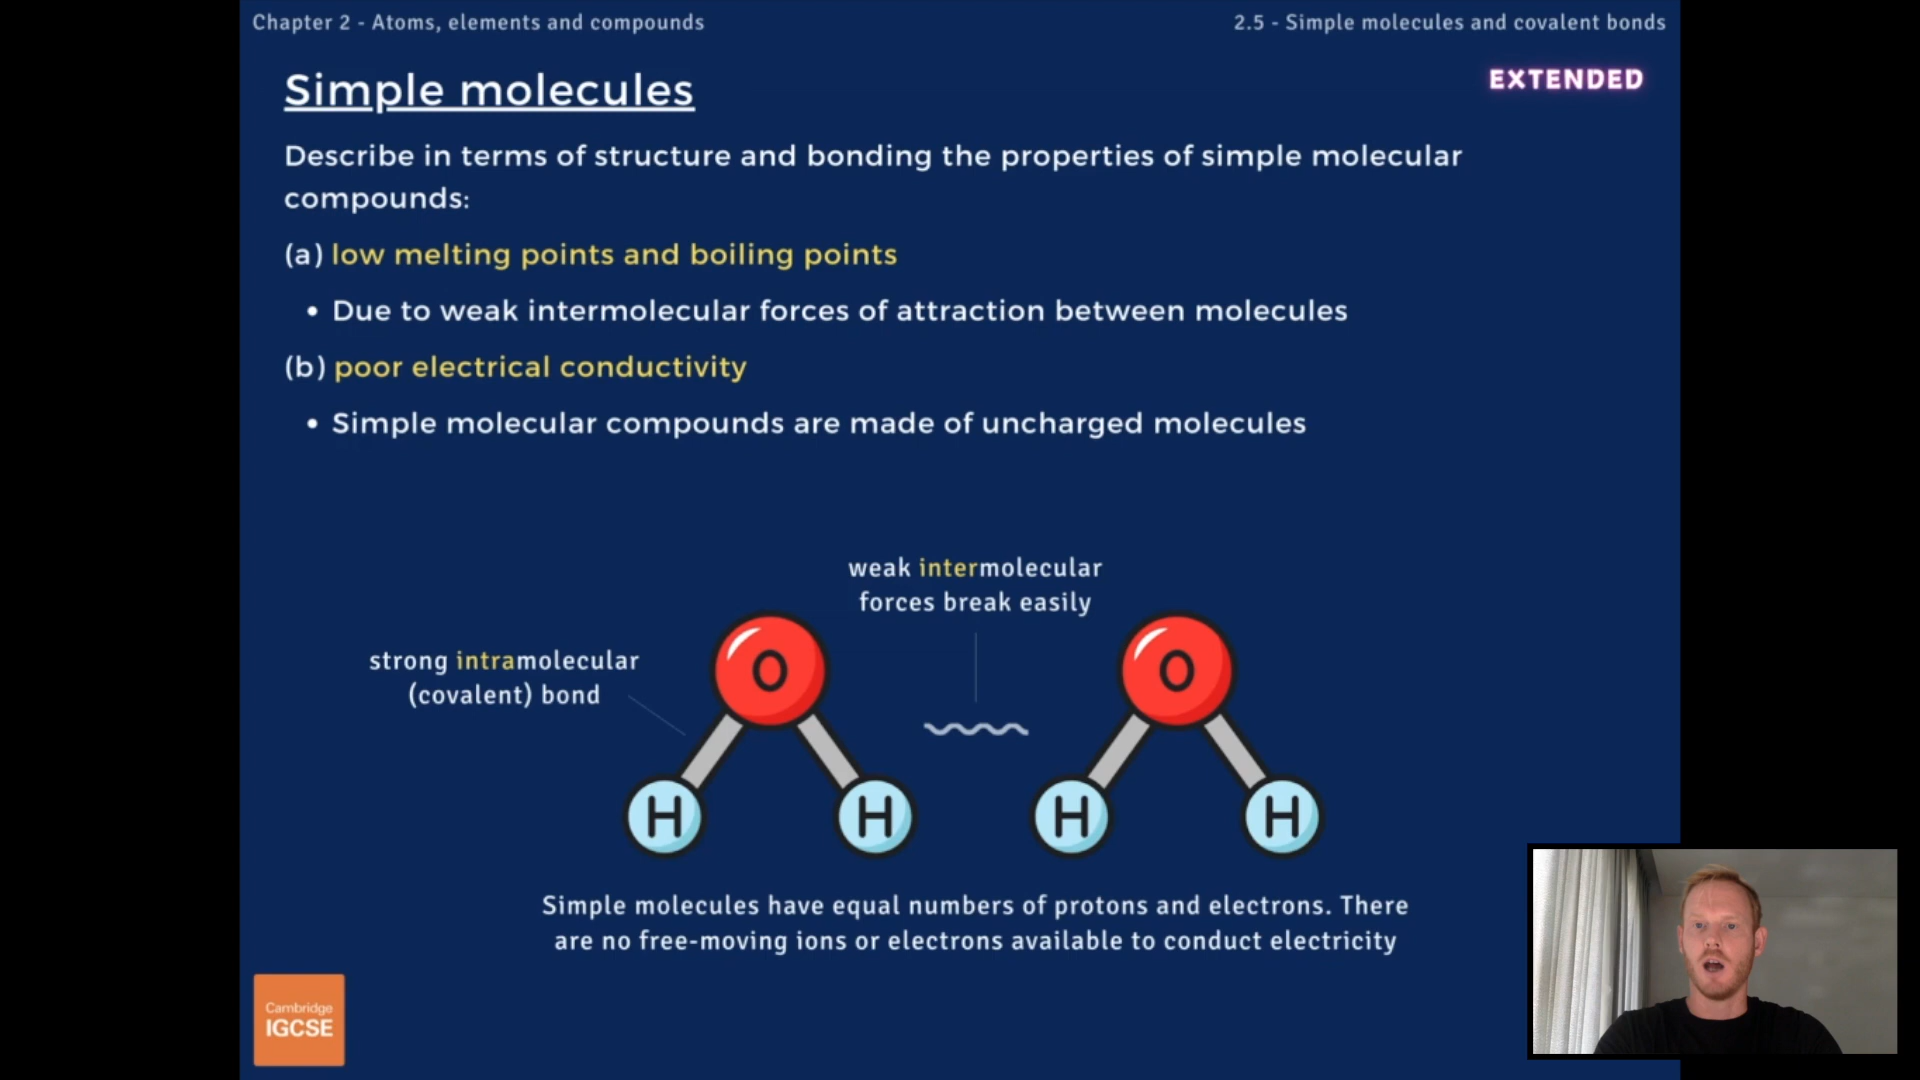 Chapter 2 - Atoms, elements and compounds
2.5 - Simple molecules and covalent bonds
Simple molecules
EXTENDED
Describe in terms of structure and bonding the properties of simple molecular
compounds:
(a) low melting points and boiling points
• Due to weak intermolecular forces of attraction between molecules
(b) poor electrical conductivity
• Simple molecular compounds are made of uncharged molecules
weak intermolecular
forces break easily
strong intramolecular
(covalent) bond
O
O
H
H
H
H
Simple molecules have equal numbers of protons and electrons. There
are no free-moving ions or electrons available to conduct electricity
Cambridge
IGCSE